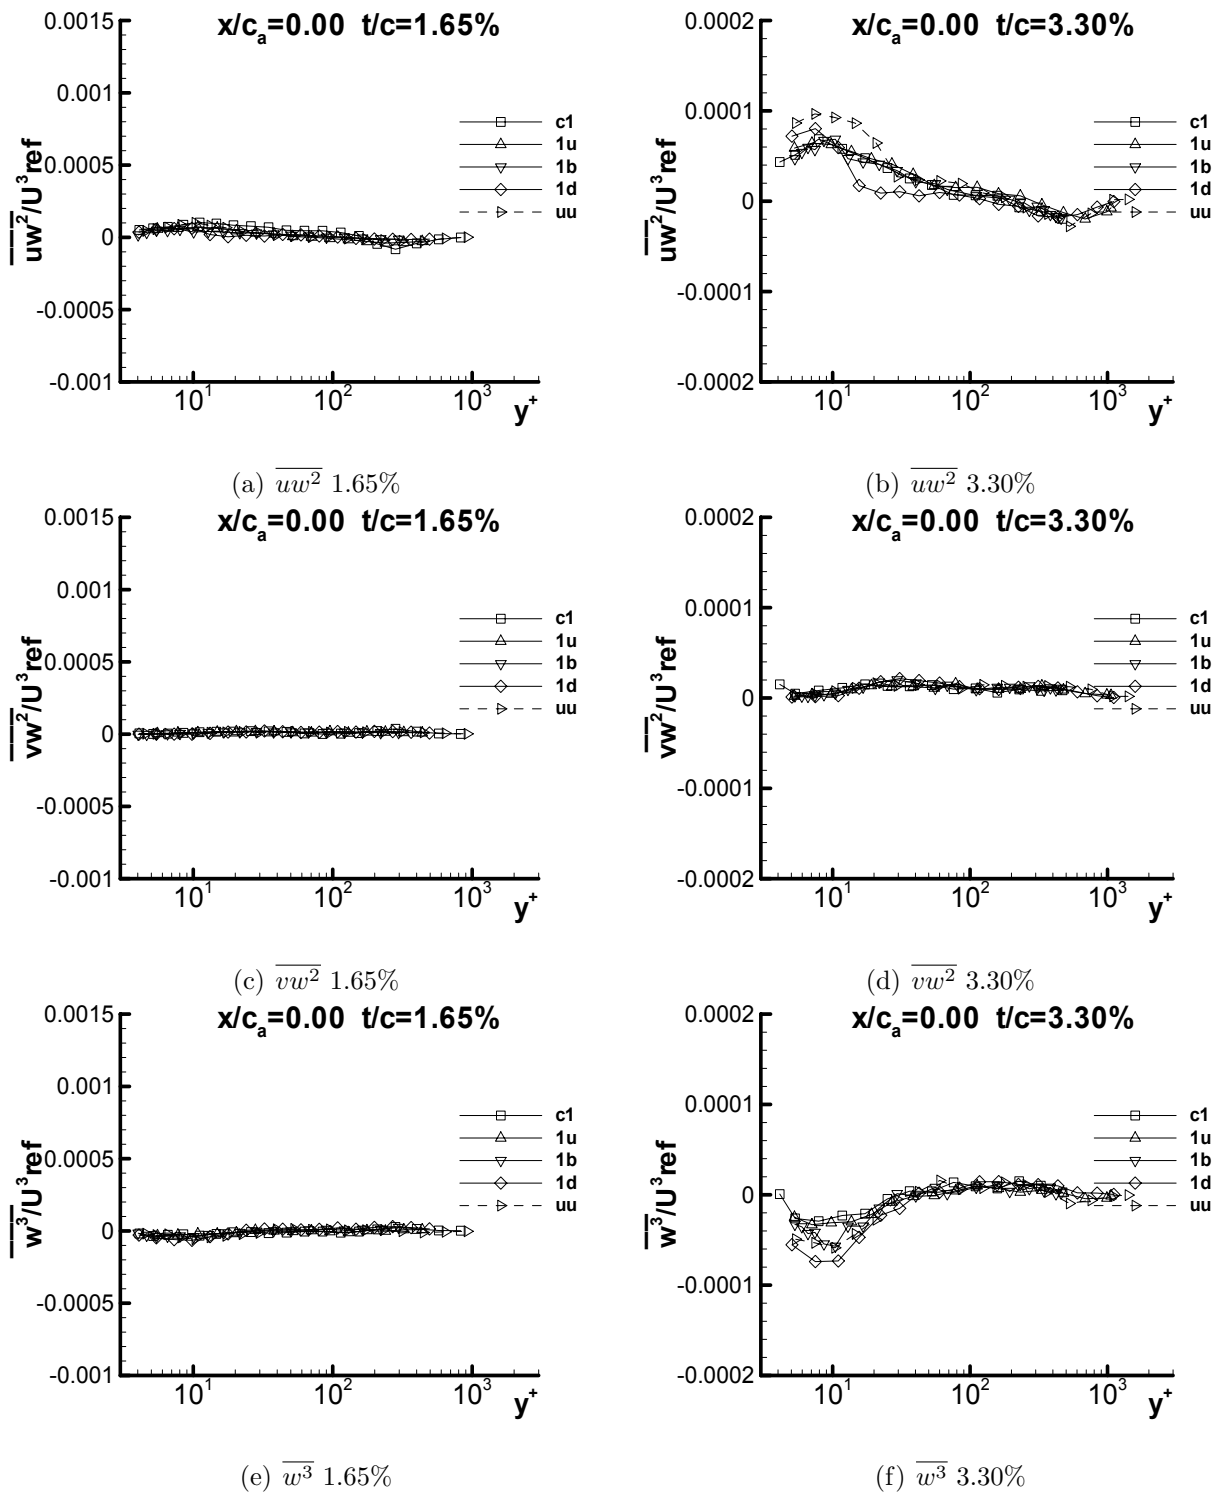 x/cₐ=0.00 t/c=1.65%
0.0015
0.001
0.0005
0
-0.0005
-0.001
uw²/U³ref
10¹ 10² 10³
y⁺
c1
1u
1b
1d
uu
(a) uw² 1.65%
x/cₐ=0.00 t/c=3.30%
0.0002
0.0001
0
-0.0001
-0.0002
uw²/U³ref
10¹ 10² 10³
y⁺
c1
1u
1b
1d
uu
(b) uw² 3.30%
x/cₐ=0.00 t/c=1.65%
0.0015
0.001
0.0005
0
-0.0005
-0.001
vw²/U³ref
10¹ 10² 10³
y⁺
c1
1u
1b
1d
uu
(c) vw² 1.65%
x/cₐ=0.00 t/c=3.30%
0.0002
0.0001
0
-0.0001
-0.0002
vw²/U³ref
10¹ 10² 10³
y⁺
c1
1u
1b
1d
uu
(d) vw² 3.30%
x/cₐ=0.00 t/c=1.65%
0.0015
0.001
0.0005
0
-0.0005
-0.001
w³/U³ref
10¹ 10² 10³
y⁺
c1
1u
1b
1d
uu
(e) w³ 1.65%
x/cₐ=0.00 t/c=3.30%
0.0002
0.0001
0
-0.0001
-0.0002
w³/U³ref
10¹ 10² 10³
y⁺
c1
1u
1b
1d
uu
(f) w³ 3.30%